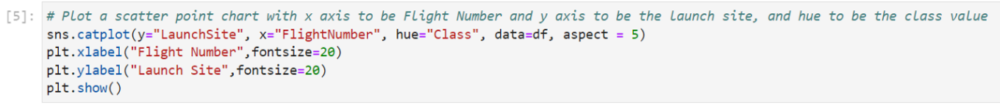 [5]: # Plot a scatter point chart with x axis to be Flight Number and y axis to be the launch site, and hue to be the class value
sns.catplot(y="LaunchSite", x="FlightNumber", hue="Class", data=df, aspect = 5)
plt.xlabel("Flight Number",fontsize=20)
plt.ylabel("Launch Site",fontsize=20)
plt.show()